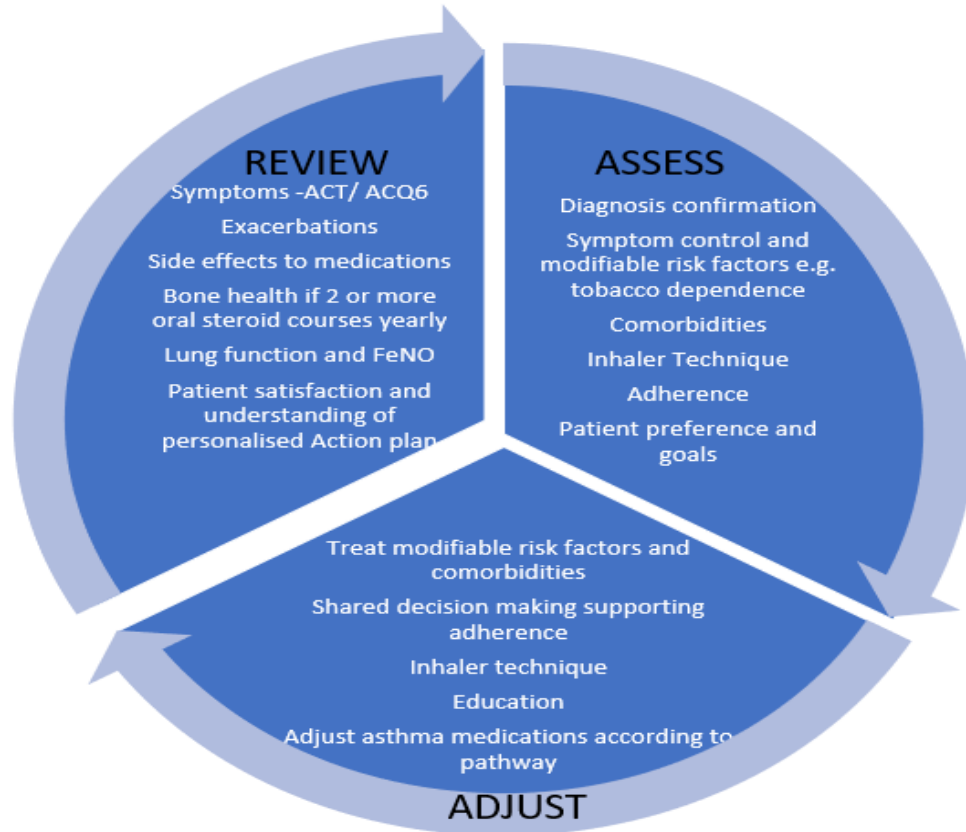 REVIEW
Symptoms -ACT/ ACQ6
Exacerbations
Side effects to medications
Bone health if 2 or more
oral steroid courses yearly
Lung function and FeNO
Patient satisfaction and
understanding of
personalised Action plan
ASSESS
Diagnosis confirmation
Symptom control and
modifiable risk factors e.g.
tobacco dependence
Comorbidities
Inhaler Technique
Adherence
Patient preference and
goals
Treat modifiable risk factors and
comorbidities
Shared decision making supporting
adherence
Inhaler technique
Education
Adjust asthma medications according to
pathway
ADJUST